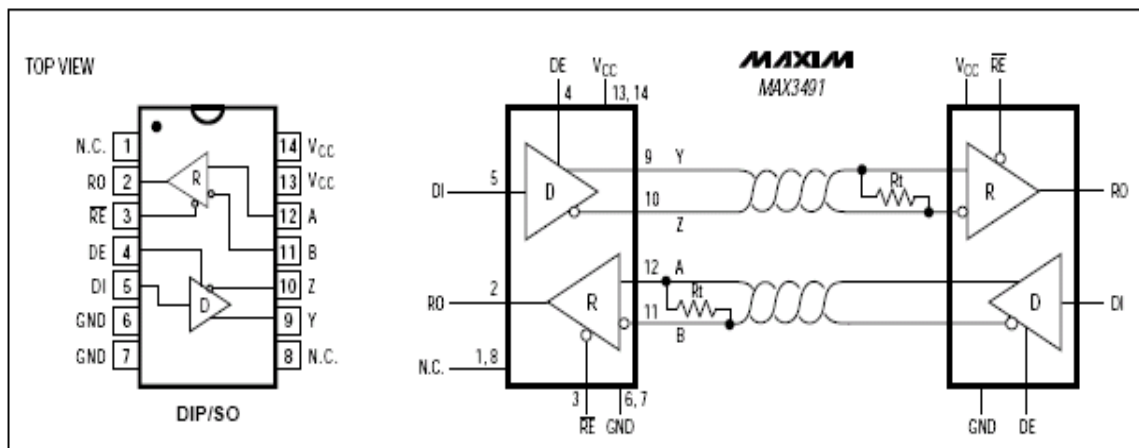 TOP VIEW
N.C. 1
RO 2
RE 3
DE 4
DI 5
GND 6
GND 7
14 VCC
13 VCC
12 A
11 B
10 Z
9 Y
8 N.C.
R
D
DIP/SO
MAXIM
MAX3491
DE
4
VCC
13, 14
DI
5
D
9 Y
10
Z
Rt
RO
2
R
12 A
Rt
11
B
N.C.
1,8
3
RE
6, 7
GND
VCC
RE
R
RO
D
DI
GND
DE